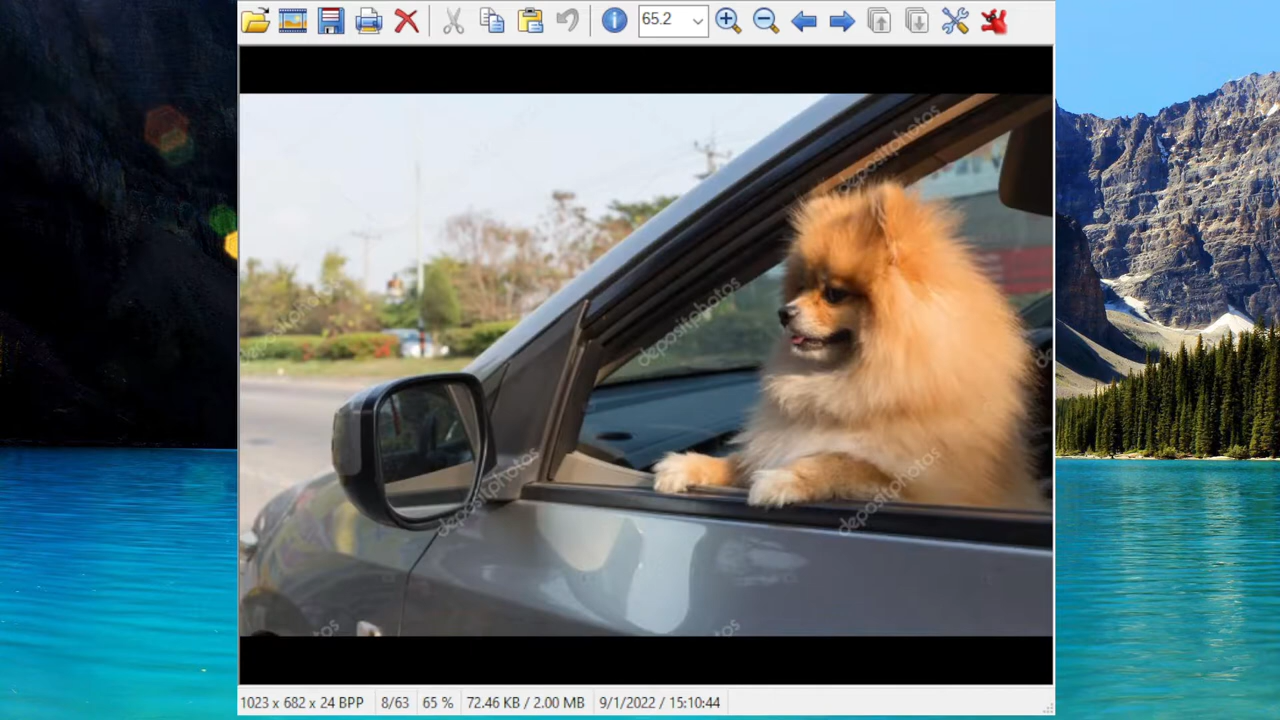 65.2
depositphotos
depositphotos
depositphotos
depositphotos
1023 x 682 x 24 BPP 8/63 65 % 72.46 KB / 2.00 MB 9/1/2022 / 15:10:44